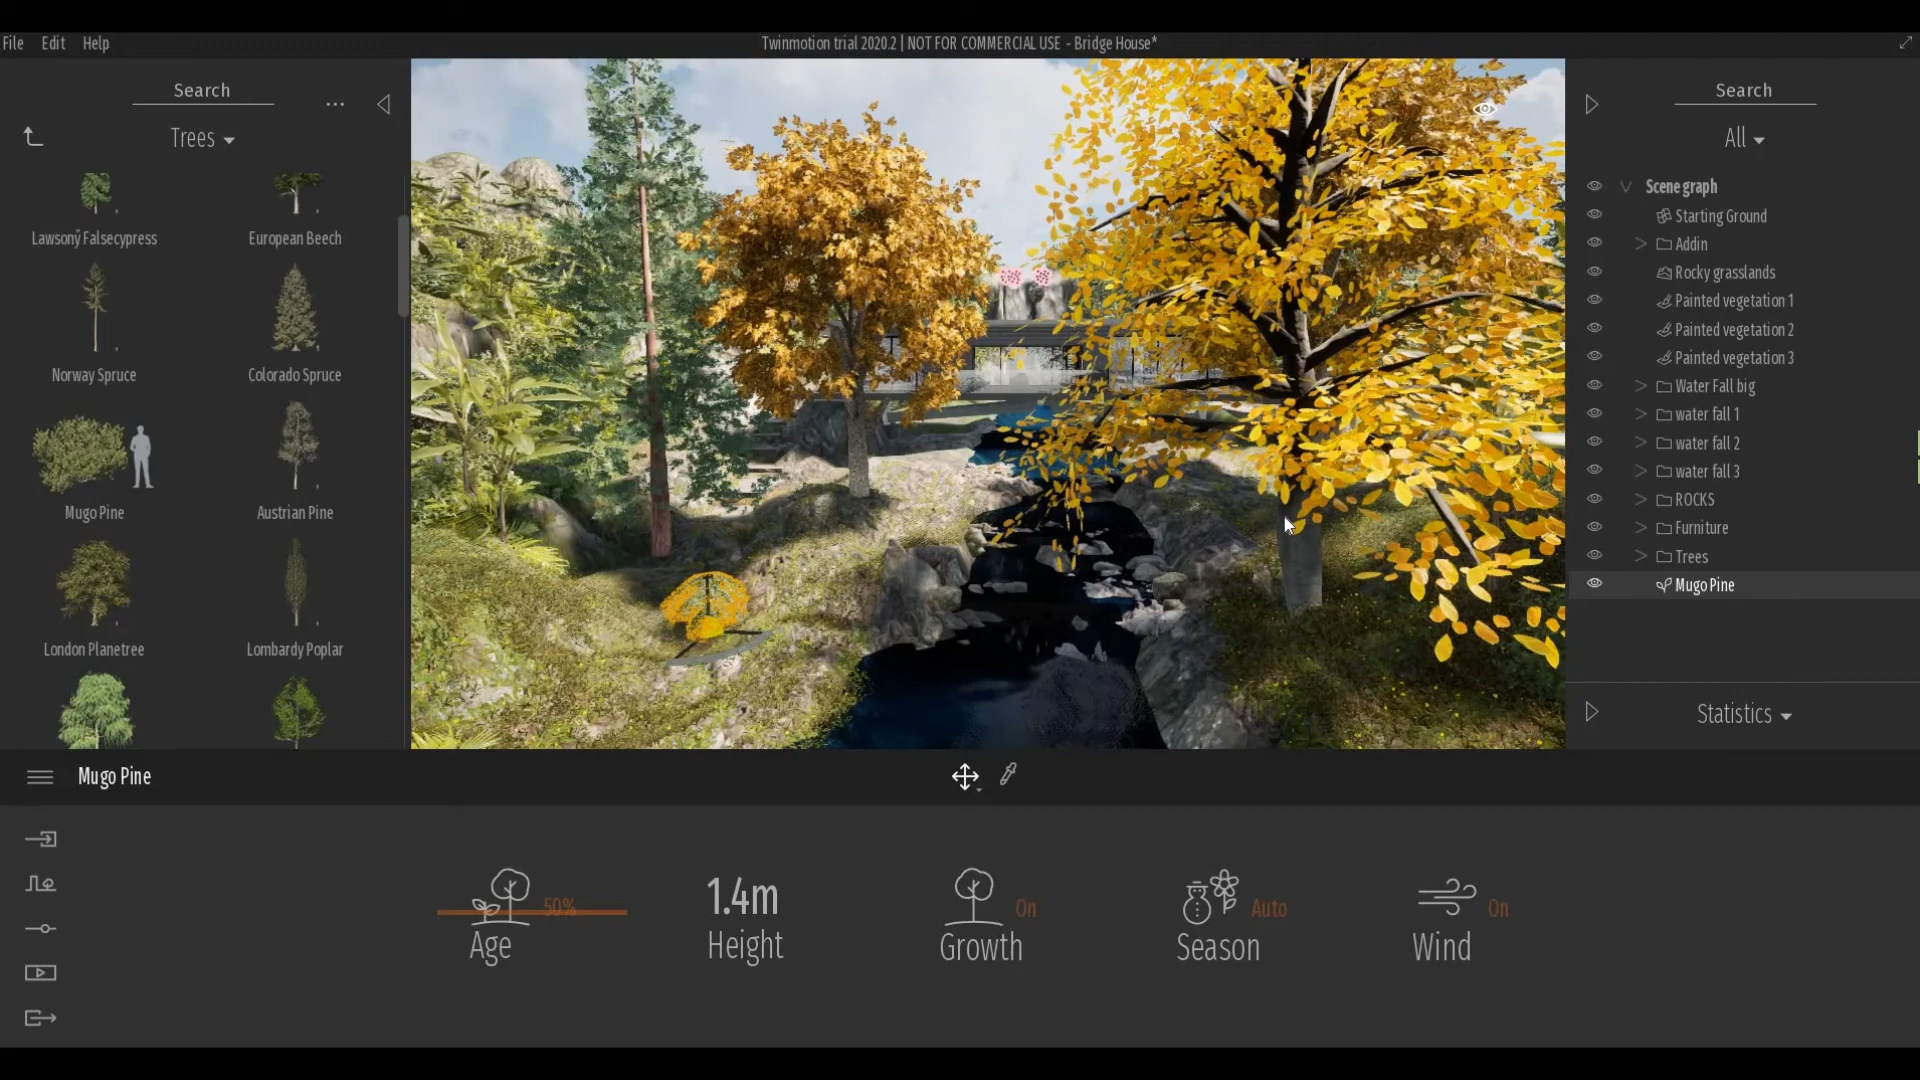 File Edit Help
Twinmotion trial 2020.2 | NOT FOR COMMERCIAL USE - Bridge House*
Search
...
Trees
Lawsony Falsecypress
European Beech
Norway Spruce
Colorado Spruce
Mugo Pine
Austrian Pine
London Planetree
Lombardy Poplar
Search
All
Scene graph
Starting Ground
Addin
Rocky grasslands
Painted vegetation 1
Painted vegetation 2
Painted vegetation 3
Water Fall big
water fall 1
water fall 2
water fall 3
ROCKS
Furniture
Trees
Mugo Pine
Statistics
Mugo Pine
50%
Age
1.4m
Height
On
Growth
Auto
Season
On
Wind